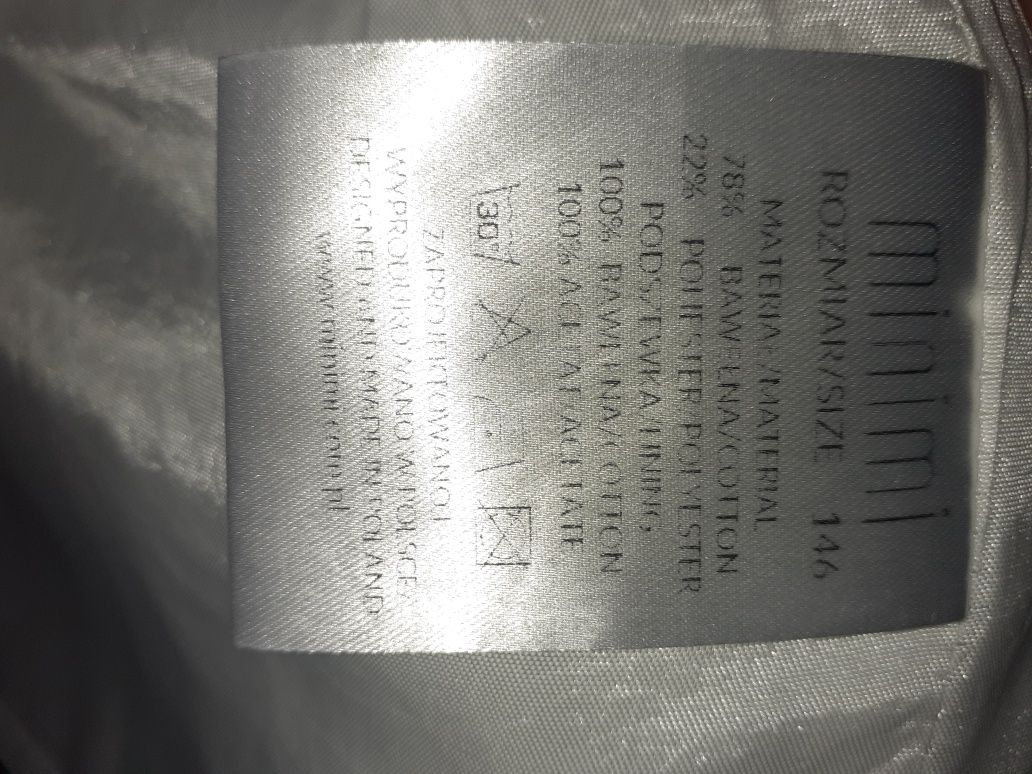 minimi
ROZMIAR/SIZE 146
MATERIAŁ/MATERIAL
78% BAWEŁNA/COTTON
22% POLIESTER/POLYESTER
PODSZEWKA/LINING
100% BAWEŁNA/COTTON
100% ACETAT/ACETATE
30°
ZAPROJEKTOWANO I
WYPRODUKOWANO W POLSCE/
DESIGNED AND MADE IN POLAND
www.minimi.com.pl